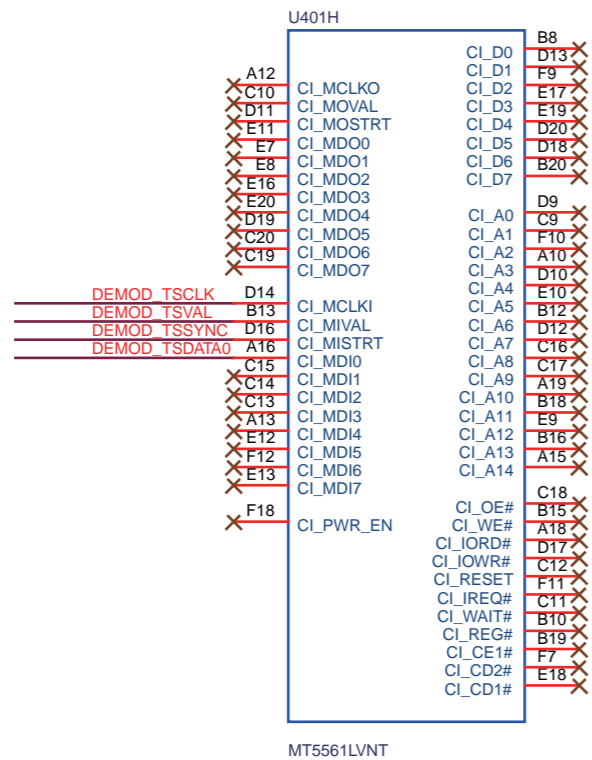 U401H
A12 CI_MCLKO
C10 CI_MOVAL
D11 CI_MOSTRT
E11 CI_MDO0
E7 CI_MDO1
E8 CI_MDO2
E16 CI_MDO3
E20 CI_MDO4
D19 CI_MDO5
C20 CI_MDO6
C19 CI_MDO7
DEMOD_TSCLK D14 CI_MCLKI
DEMOD_TSVAL B13 CI_MIVAL
DEMOD_TSSYNC D16 CI_MISTRT
DEMOD_TSDATA0 A16 CI_MDI0
C15 CI_MDI1
C14 CI_MDI2
C13 CI_MDI3
A13 CI_MDI4
E12 CI_MDI5
F12 CI_MDI6
E13 CI_MDI7
F18 CI_PWR_EN
CI_D0 B8
CI_D1 D13
CI_D2 F9
CI_D3 E17
CI_D4 E19
CI_D5 D20
CI_D6 D18
CI_D7 B20
CI_A0 D9
CI_A1 C9
CI_A2 F10
CI_A3 A10
CI_A4 D10
CI_A5 E10
CI_A6 B12
CI_A7 D12
CI_A8 C16
CI_A9 C17
CI_A10 A19
CI_A11 B18
CI_A12 E9
CI_A13 B16
CI_A14 A15
CI_OE# C18
CI_WE# B15
CI_IORD# A18
CI_IOWR# D17
CI_RESET C12
CI_IREQ# F11
CI_WAIT# C11
CI_REG# B10
CI_CE1# B19
CI_CD2# F7
CI_CD1# E18
MT5561LVNT